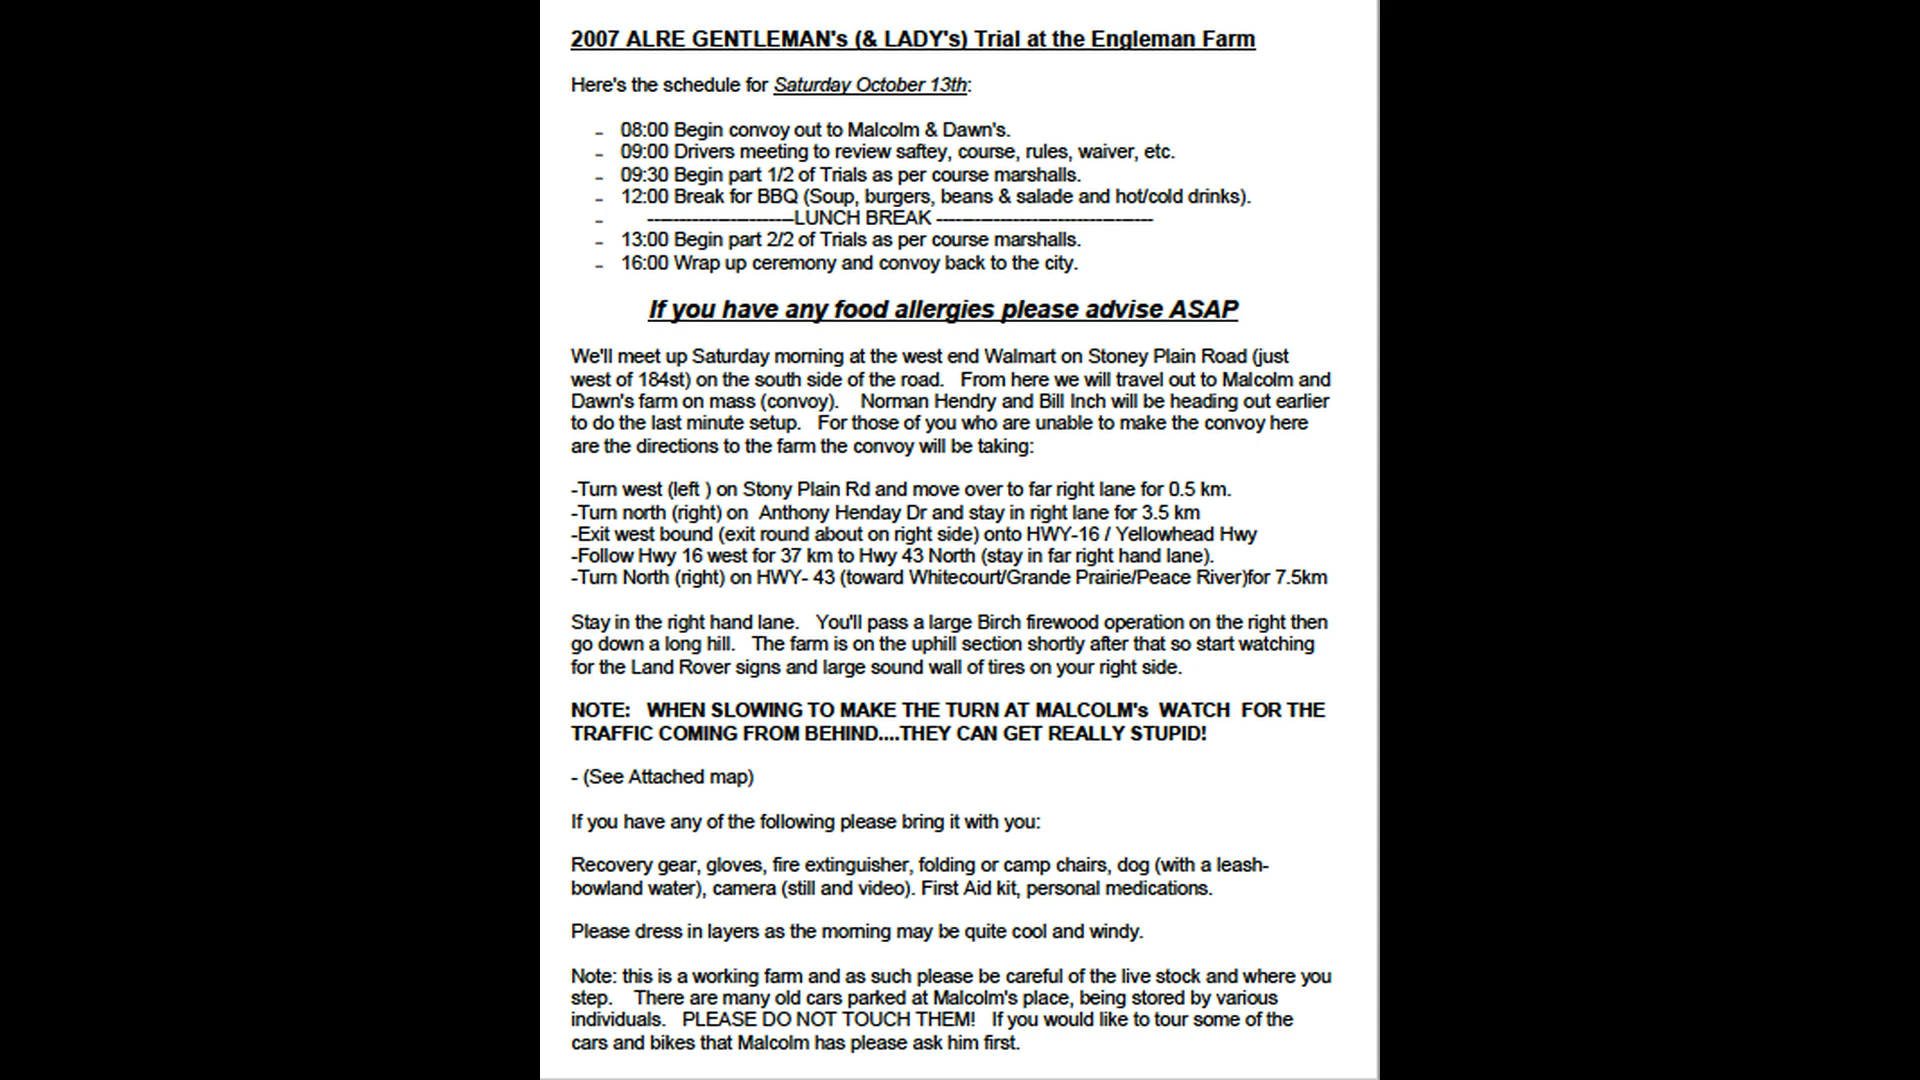 2007 ALRE GENTLEMAN's (& LADY's) Trial at the Engleman Farm
Here's the schedule for Saturday October 13th:
- 08:00 Begin convoy out to Malcolm & Dawn's.
- 09:00 Drivers meeting to review saftey, course, rules, waiver, etc.
- 09:30 Begin part 1/2 of Trials as per course marshalls.
- 12:00 Break for BBQ (Soup, burgers, beans & salade and hot/cold drinks).
- -----------------------LUNCH BREAK ----------------------------------
- 13:00 Begin part 2/2 of Trials as per course marshalls.
- 16:00 Wrap up ceremony and convoy back to the city.
If you have any food allergies please advise ASAP
We'll meet up Saturday morning at the west end Walmart on Stoney Plain Road (just
west of 184st) on the south side of the road.   From here we will travel out to Malcolm and
Dawn's farm on mass (convoy).    Norman Hendry and Bill Inch will be heading out earlier
to do the last minute setup.   For those of you who are unable to make the convoy here
are the directions to the farm the convoy will be taking:
-Turn west (left ) on Stony Plain Rd and move over to far right lane for 0.5 km.
-Turn north (right) on  Anthony Henday Dr and stay in right lane for 3.5 km
-Exit west bound (exit round about on right side) onto HWY-16 / Yellowhead Hwy
-Follow Hwy 16 west for 37 km to Hwy 43 North (stay in far right hand lane).
-Turn North (right) on HWY- 43 (toward Whitecourt/Grande Prairie/Peace River)for 7.5km
Stay in the right hand lane.   You'll pass a large Birch firewood operation on the right then
go down a long hill.   The farm is on the uphill section shortly after that so start watching
for the Land Rover signs and large sound wall of tires on your right side.
NOTE:   WHEN SLOWING TO MAKE THE TURN AT MALCOLM's  WATCH  FOR THE
TRAFFIC COMING FROM BEHIND....THEY CAN GET REALLY STUPID!
- (See Attached map)
If you have any of the following please bring it with you:
Recovery gear, gloves, fire extinguisher, folding or camp chairs, dog (with a leash-
bowland water), camera (still and video). First Aid kit, personal medications.
Please dress in layers as the morning may be quite cool and windy.
Note: this is a working farm and as such please be careful of the live stock and where you
step.    There are many old cars parked at Malcolm's place, being stored by various
individuals.   PLEASE DO NOT TOUCH THEM!   If you would like to tour some of the
cars and bikes that Malcolm has please ask him first.